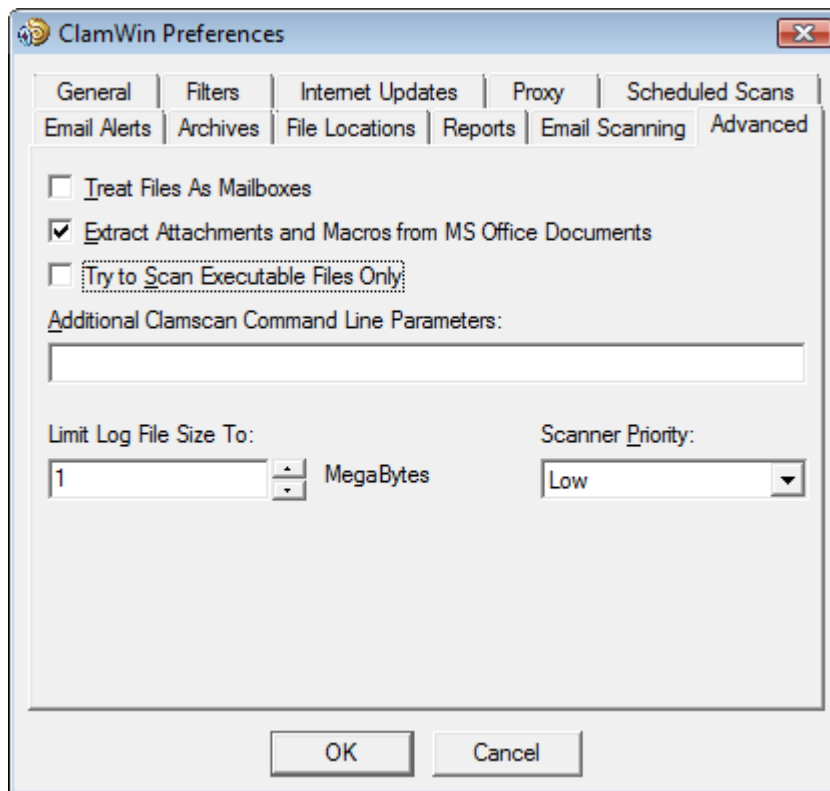 ClamWin Preferences
General Filters Internet Updates Proxy Scheduled Scans
Email Alerts Archives File Locations Reports Email Scanning Advanced
Treat Files As Mailboxes
Extract Attachments and Macros from MS Office Documents
Try to Scan Executable Files Only
Additional Clamscan Command Line Parameters:
Limit Log File Size To: Scanner Priority:
1 MegaBytes Low
OK Cancel